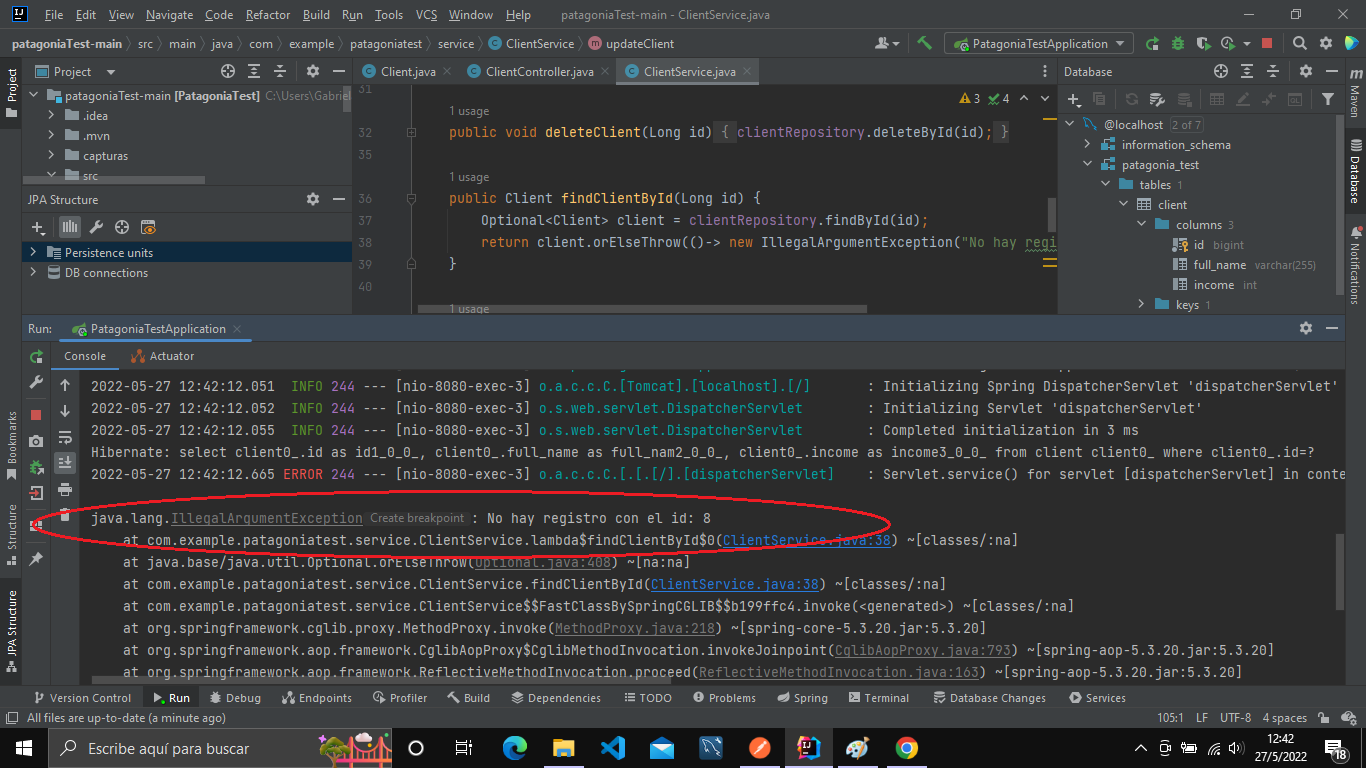 File Edit View Navigate Code Refactor Build Run Tools VCS Window Help patagoniaTest-main - ClientService.java
patagoniaTest-main src main java com example patagoniatest service ClientService updateClient PatagoniaTestApplication
Project
Client.java ClientController.java ClientService.java
Database
patagoniaTest-main [PatagoniaTest] C:\Users\Gabriel
.idea
.mvn
capturas
src
JPA Structure
Persistence units
DB connections
31
1 usage
3 4
32 public void deleteClient(Long id) { clientRepository.deleteById(id); }
35
1 usage
36 public Client findClientById(Long id) {
37 Optional<Client> client = clientRepository.findById(id);
38 return client.orElseThrow(()-> new IllegalArgumentException("No hay regi
39 }
40
1 usage
@localhost 2 of 7
information_schema
patagonia_test
tables 1
client
columns 3
id bigint
full_name varchar(255)
income int
keys 1
Project
Bookmarks
Structure
JPA Structure
Maven
Database
Notifications
Run: PatagoniaTestApplication
Console Actuator
2022-05-27 12:42:12.051 INFO 244 --- [nio-8080-exec-3] o.a.c.c.C.[Tomcat].[localhost].[/] : Initializing Spring DispatcherServlet 'dispatcherServlet'
2022-05-27 12:42:12.052 INFO 244 --- [nio-8080-exec-3] o.s.web.servlet.DispatcherServlet : Initializing Servlet 'dispatcherServlet'
2022-05-27 12:42:12.055 INFO 244 --- [nio-8080-exec-3] o.s.web.servlet.DispatcherServlet : Completed initialization in 3 ms
Hibernate: select client0_.id as id1_0_0_, client0_.full_name as full_nam2_0_0_, client0_.income as income3_0_0_ from client client0_ where client0_.id=?
2022-05-27 12:42:12.665 ERROR 244 --- [nio-8080-exec-3] o.a.c.c.C.[.[.[/].[dispatcherServlet] : Servlet.service() for servlet [dispatcherServlet] in conte
java.lang.IllegalArgumentException Create breakpoint : No hay registro con el id: 8
at com.example.patagoniatest.service.ClientService.lambda$findClientById$0(ClientService.java:38) ~[classes/:na]
at java.base/java.util.Optional.orElseThrow(Optional.java:408) ~[na:na]
at com.example.patagoniatest.service.ClientService.findClientById(ClientService.java:38) ~[classes/:na]
at com.example.patagoniatest.service.ClientService$$FastClassBySpringCGLIB$$b199ffc4.invoke(<generated>) ~[classes/:na]
at org.springframework.cglib.proxy.MethodProxy.invoke(MethodProxy.java:218) ~[spring-core-5.3.20.jar:5.3.20]
at org.springframework.aop.framework.CglibAopProxy$CglibMethodInvocation.invokeJoinpoint(CglibAopProxy.java:793) ~[spring-aop-5.3.20.jar:5.3.20]
at org.springframework.aop.framework.ReflectiveMethodInvocation.proceed(ReflectiveMethodInvocation.java:163) ~[spring-aop-5.3.20.jar:5.3.20]
Version Control Run Debug Endpoints Profiler Build Dependencies TODO Problems Spring Terminal Database Changes Services
All files are up-to-date (a minute ago) 105:1 LF UTF-8 4 spaces
Escribe aquí para buscar
12:42
27/5/2022
18